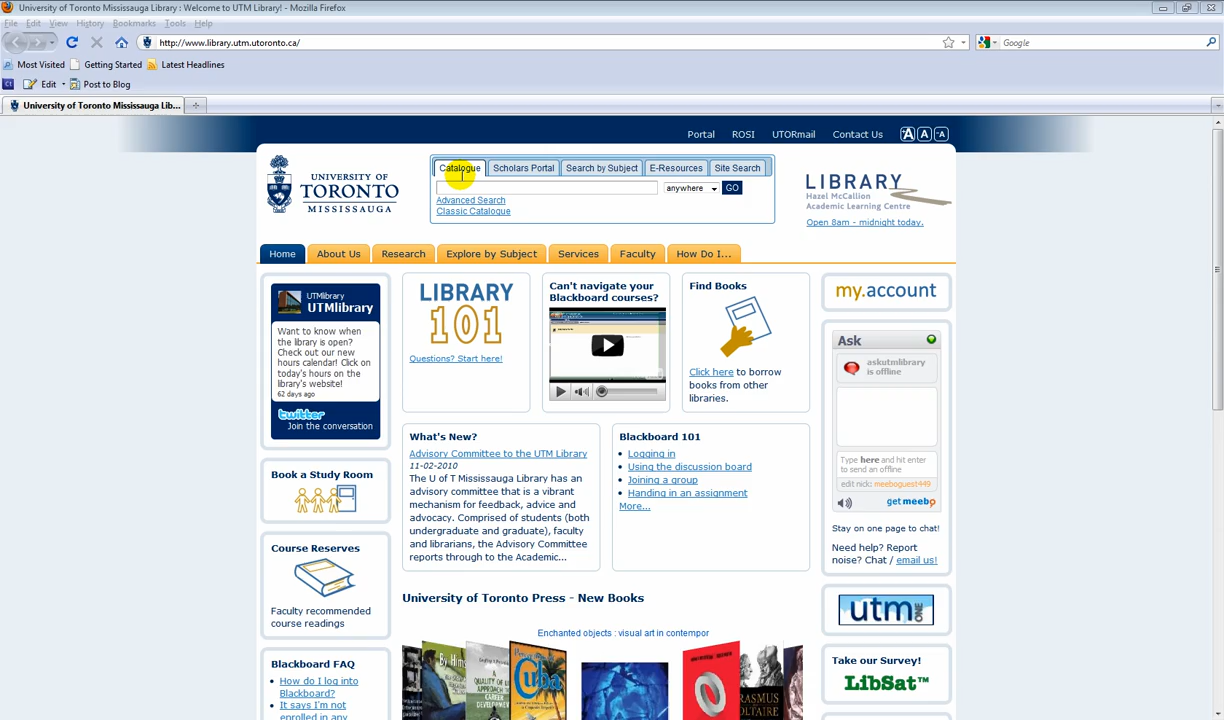 University of Toronto Mississauga Library : Welcome to UTM Library! - Mozilla Firefox
File Edit View History Bookmarks Tools Help
http://www.library.utm.utoronto.ca/
Google
Most Visited Getting Started Latest Headlines
Edit Post to Blog
University of Toronto Mississauga Lib...
Portal ROSI UTORmail Contact Us A A A
UNIVERSITY OF
TORONTO
MISSISSAUGA
Catalogue Scholars Portal Search by Subject E-Resources Site Search
anywhere GO
Advanced Search
Classic Catalogue
LIBRARY
Hazel McCallion
Academic Learning Centre
Open 8am - midnight today.
Home About Us Research Explore by Subject Services Faculty How Do I...
UTMlibrary
UTMlibrary
Want to know when
the library is open?
Check out our new
hours calendar! Click on
today's hours on the
library's website!
62 days ago
twitter
Join the conversation
Book a Study Room
Course Reserves
Faculty recommended
course readings
Blackboard FAQ
How do I log into
Blackboard?
It says I'm not
enrolled in any
LIBRARY
101
Questions? Start here!
Can't navigate your
Blackboard courses?
Find Books
Click here to borrow
books from other
libraries.
What's New?
Advisory Committee to the UTM Library
11-02-2010
The U of T Mississauga Library has an
advisory committee that is a vibrant
mechanism for feedback, advice and
advocacy. Comprised of students (both
undergraduate and graduate), faculty
and librarians, the Advisory Committee
reports through to the Academic...
Blackboard 101
Logging in
Using the discussion board
Joining a group
Handing in an assignment
More...
University of Toronto Press - New Books
Enchanted objects : visual art in contempor
By Hims
QUALITY OF
APPROACH
CAREER
DEVELOPMENT
Cuba
ERASMUS
VOLTAIRE
my.account
Ask
askutmlibrary
is offline
Type here and hit enter
to send an offline
edit nick: meeboguest449
get meebo
Stay on one page to chat!
Need help? Report
noise? Chat / email us!
utm ONE
Take our Survey!
LibSat™